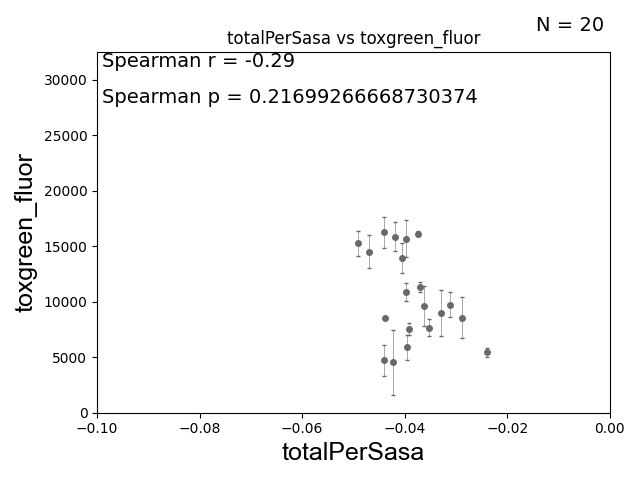 N = 20
totalPerSasa vs toxgreen_fluor
Spearman r = -0.29
Spearman p = 0.21699266668730374
30000
25000
20000
15000
10000
5000
0
toxgreen_fluor
−0.10 −0.08 −0.06 −0.04 −0.02 0.00
totalPerSasa